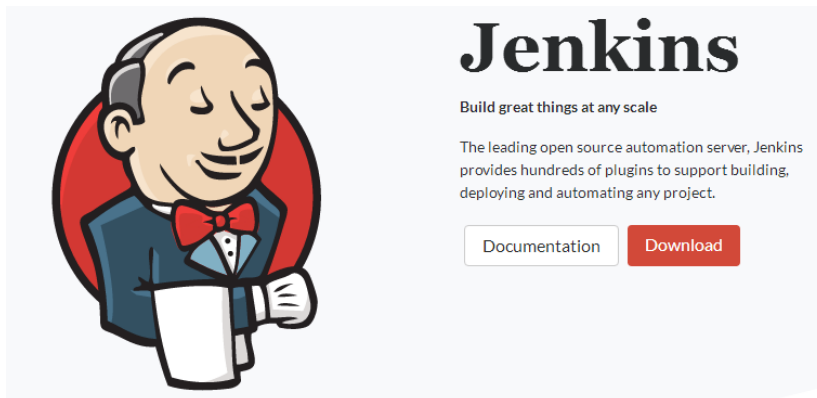 Jenkins
Build great things at any scale
The leading open source automation server, Jenkins
provides hundreds of plugins to support building,
deploying and automating any project.
Documentation
Download